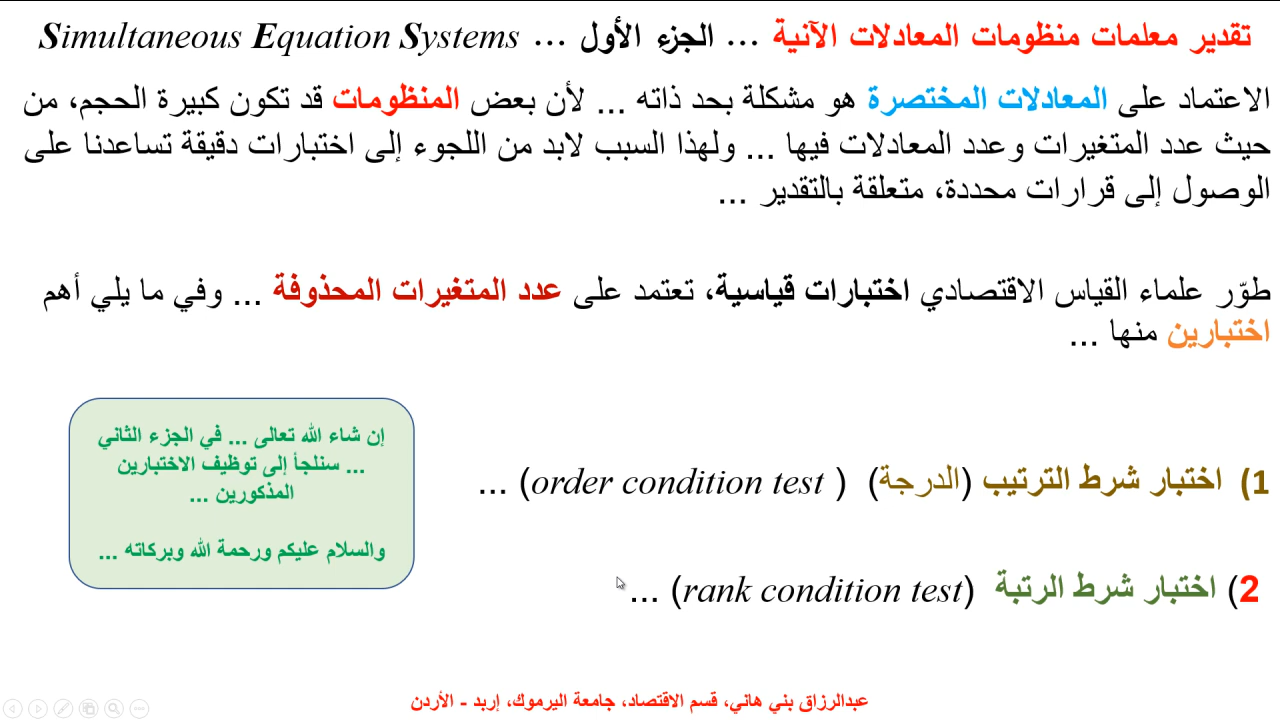 تقدير معلمات منظومات المعادلات الآنية ... الجزء الأول ... Simultaneous Equation Systems
الاعتماد على المعادلات المختصرة هو مشكلة بحد ذاته ... لأن بعض المنظومات قد تكون كبيرة الحجم، من
حيث عدد المتغيرات وعدد المعادلات فيها ... ولهذا السبب لابد من اللجوء إلى اختبارات دقيقة تساعدنا على
الوصول إلى قرارات محددة، متعلقة بالتقدير ...
طوّر علماء القياس الاقتصادي اختبارات قياسية، تعتمد على عدد المتغيرات المحذوفة ... وفي ما يلي أهم
اختبارين منها ...
1) اختبار شرط الترتيب (الدرجة) ( order condition test) ...
2) اختبار شرط الرتبة (rank condition test) ...
إن شاء الله تعالى ... في الجزء الثاني
... سنلجأ إلى توظيف الاختبارين
المذكورين ...
والسلام عليكم ورحمة الله وبركاته ...
عبدالرزاق بني هاني، قسم الاقتصاد، جامعة اليرموك، إربد - الأردن